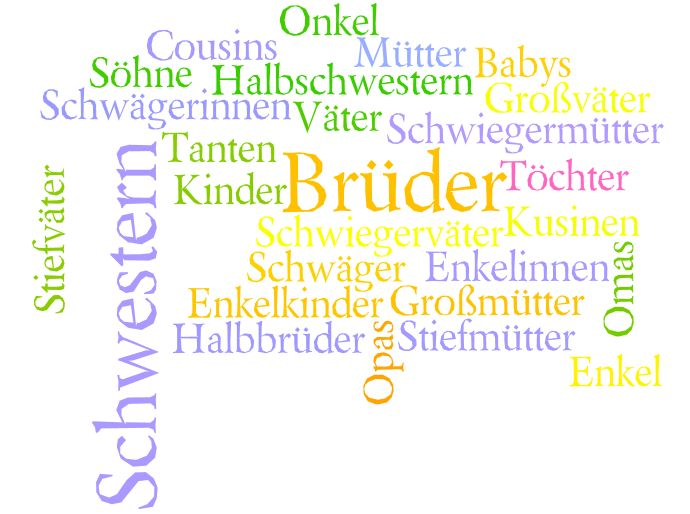 Onkel
Cousins
Mütter
Babys
Söhne
Halbschwestern
Großväter
Schwägerinnen
Väter
Schwiegermütter
Tanten
Brüder
Töchter
Kinder
Schwestern
Stiefväter
Schwiegerväter
Kusinen
Schwäger
Enkelinnen
Omas
Enkelkinder
Großmütter
Halbbrüder
Opas
Stiefmütter
Enkel